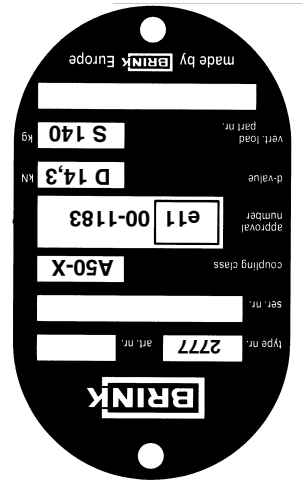 BRINK
type nr. 2777 art. nr.
ser. nr.
coupling class A50-X
approval number e11 00-1183
d-value D 14,3 kN
vert. load S 140 kg
part nr.
made by BRINK Europe